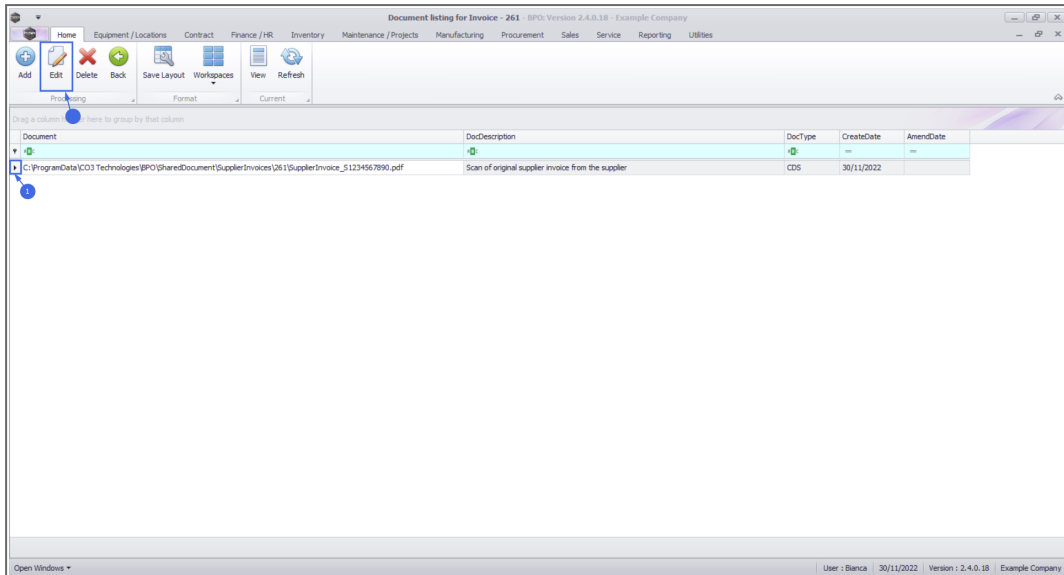 Document listing for Invoice - 261 - BPO: Version 2.4.0.18 - Example Company
Home Equipment / Locations Contract Finance / HR Inventory Maintenance / Projects Manufacturing Procurement Sales Service Reporting Utilities
Add Edit Delete Back Save Layout Workspaces View Refresh
Processing Format Current
Drag a column here to group by that column
Document DocDescription DocType CreateDate AmendDate
C:\ProgramData\CO3 Technologies\BPO\SharedDocument\SupplierInvoices\261\SupplierInvoice_S1234567890.pdf Scan of original supplier invoice from the supplier CDS 30/11/2022
1
Open Windows User : Bianca 30/11/2022 Version : 2.4.0.18 Example Company